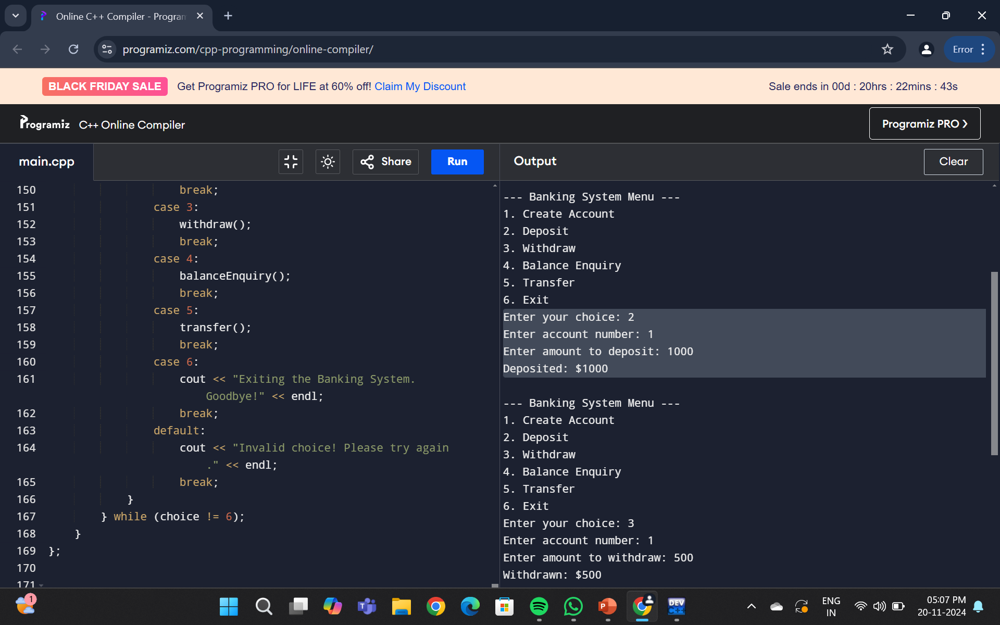 Online C++ Compiler - Program
programiz.com/cpp-programming/online-compiler/
Error
BLACK FRIDAY SALE Get Programiz PRO for LIFE at 60% off! Claim My Discount
Sale ends in 00d : 20hrs : 22mins : 43s
Programiz C++ Online Compiler
Programiz PRO
main.cpp
Share
Run
Output
Clear
150 break;
151 case 3:
152 withdraw();
153 break;
154 case 4:
155 balanceEnquiry();
156 break;
157 case 5:
158 transfer();
159 break;
160 case 6:
161 cout << "Exiting the Banking System.
Goodbye!" << endl;
162 break;
163 default:
164 cout << "Invalid choice! Please try again
." << endl;
165 break;
166 }
167 } while (choice != 6);
168 }
169 };
170
171
--- Banking System Menu ---
1. Create Account
2. Deposit
3. Withdraw
4. Balance Enquiry
5. Transfer
6. Exit
Enter your choice: 2
Enter account number: 1
Enter amount to deposit: 1000
Deposited: $1000
--- Banking System Menu ---
1. Create Account
2. Deposit
3. Withdraw
4. Balance Enquiry
5. Transfer
6. Exit
Enter your choice: 3
Enter account number: 1
Enter amount to withdraw: 500
Withdrawn: $500
1
T
P
DEV
C++
ENG
IN
05:07 PM
20-11-2024